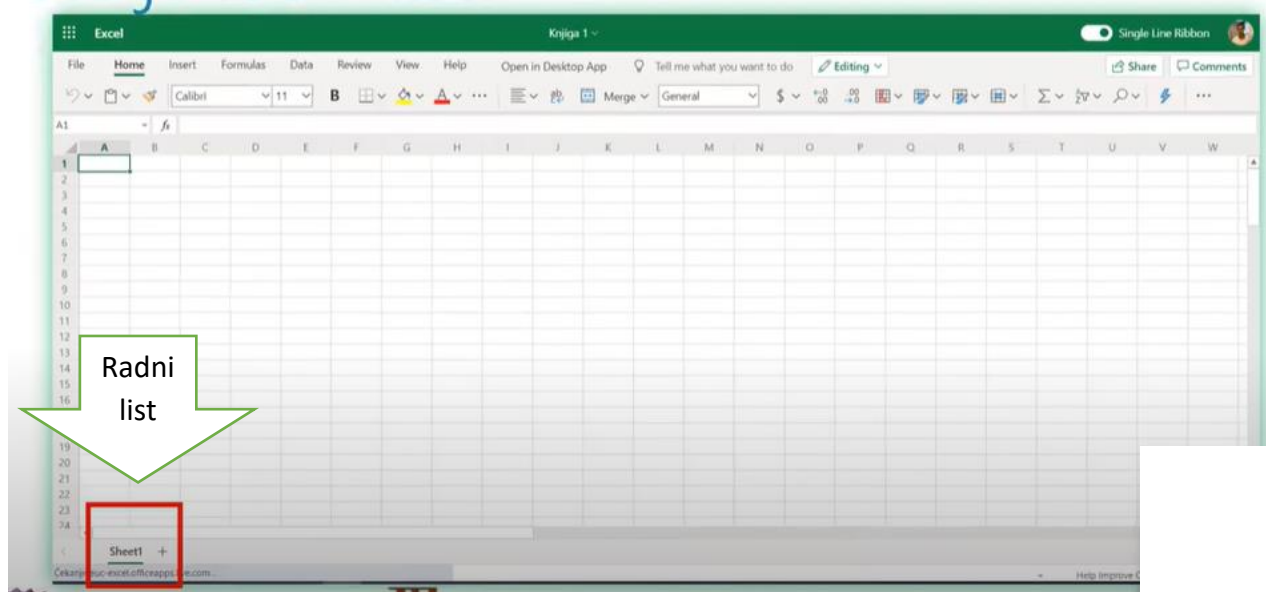 Excel Knjiga 1 Single Line Ribbon
File Home Insert Formulas Data Review View Help Open in Desktop App Tell me what you want to do Editing Share Comments
Calibri 11 B A Merge General $
A1 fx
A B C D E F G H I J K L M N O P Q R S T U V W
1
2
3
4
5
6
7
8
9
10
11
12
13
14
15
16
Radni
list
19
20
21
22
23
24
Sheet1 +
Help Improve